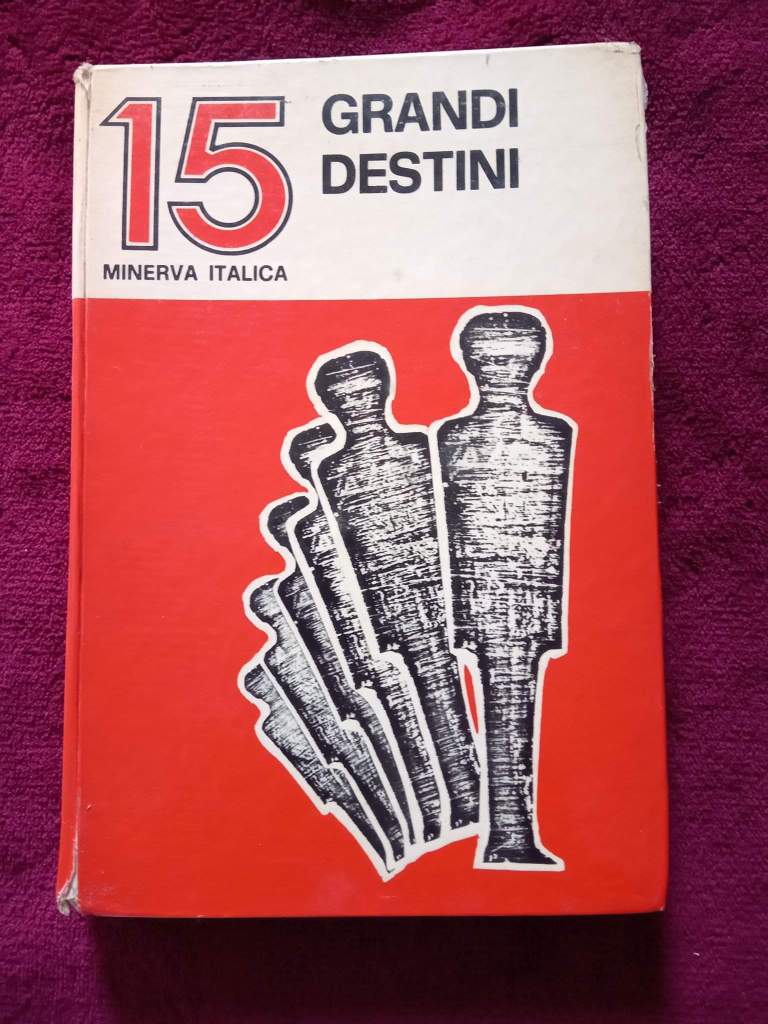 15
GRANDI
DESTINI
MINERVA ITALICA